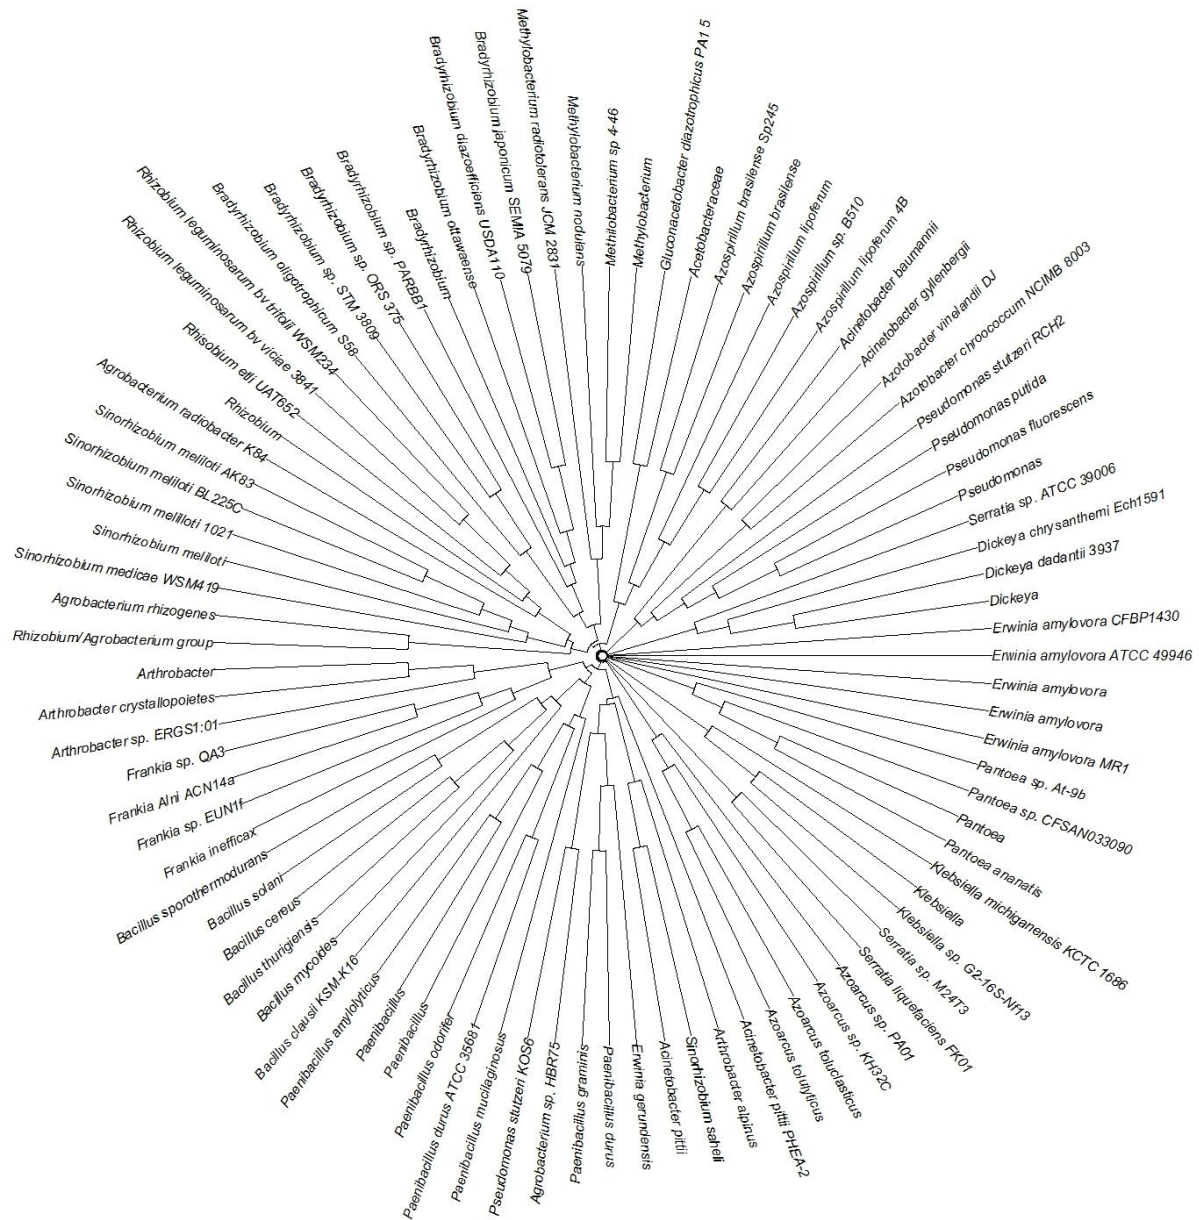 Methylobacterium nodulans
Methilobacterium sp 4-46
Methylobacterium
Gluconacetobacter diazotrophicus PA1 5
Acetobacteraceae
Azospirillum brasilense Sp245
Azospirillum brasilense
Azospirillum lipoferum
Azospirillum sp. B510
Azospirillum lipoferum 4B
Acinetobacter baumannii
Acinetobacter gyllenbergii
Azotobacter vinelandii DJ
Azotobacter chroococcum NCIMB 8003
Pseudomonas stutzeri RCH2
Pseudomonas putida
Pseudomonas fluorescens
Pseudomonas
Serratia sp. ATCC 39006
Dickeya chrysanthemi Ech1591
Dickeya dadantii 3937
Dickeya
Erwinia amylovora CFBP1430
Erwinia amylovora ATCC 49946
Erwinia amylovora
Erwinia amylovora
Erwinia amylovora MR1
Pantoea sp. At-9b
Pantoea sp. CFSAN033090
Pantoea
Pantoea ananatis
Klebsiella michiganensis KCTC 1686
Klebsiella
Klebsiella sp. G2-16S-Nf13
Serratia sp. M24T3
Serratia liquefaciens FK01
Azoarcus sp. PA01
Azoarcus sp. KH32C
Azoarcus toluclasticus
Azoarcus tolulyticus
Acinetobacter pittii PHEA-2
Arthrobacter alpinus
Sinorhizobium saheli
Acinetobacter pittii
Erwinia gerundensis
Paenibacillus durus
Paenibacillus graminis
Agrobacterium sp. HBR75
Pseudomonas stutzeri KOS6
Paenibacillus mucilaginosus
Paenibacillus durus ATCC 35681
Paenibacillus odorifer
Paenibacillus
Paenibacillus
Paenibacillus amylolyticus
Bacillus clausii KSM-K16
Bacillus mycoides
Bacillus thurigiensis
Bacillus cereus
Bacillus solani
Bacillus sporothermodurans
Frankia inefficax
Frankia sp. EUN1f
Frankia Alni ACN14a
Frankia sp. QA3
Arthrobacter sp. ERGS1:01
Arthrobacter crystallopoietes
Arthrobacter
Rhizobium/Agrobacterium group
Agrobacterium rhizogenes
Sinorhizobium medicae WSM419
Sinorhizobium meliloti
Sinorhizobium melilloti 1021
Sinorhizobium meliloti BL225C
Sinorhizobium meliloti AK83
Agrobacterium radiobacter K84
Rhizobium
Rhisobium etli UAT652
Rhizobium leguminosarum bv viciae 3841
Rhizobium leguminosarum bv trifolii WSM234
Bradyrhizobium oligotrophicum S58
Bradyrhizobium sp. STM 3809
Bradyrhizobium sp. ORS 375
Bradyrhizobium sp. PARBB1
Bradyrhizobium
Bradyrhizobium ottawaense
Bradyrhizobium diazoefficiens USDA110
Bradyrhizobium japonicum SEMIA 5079
Methylobacterium radiotolerans JCM 2831